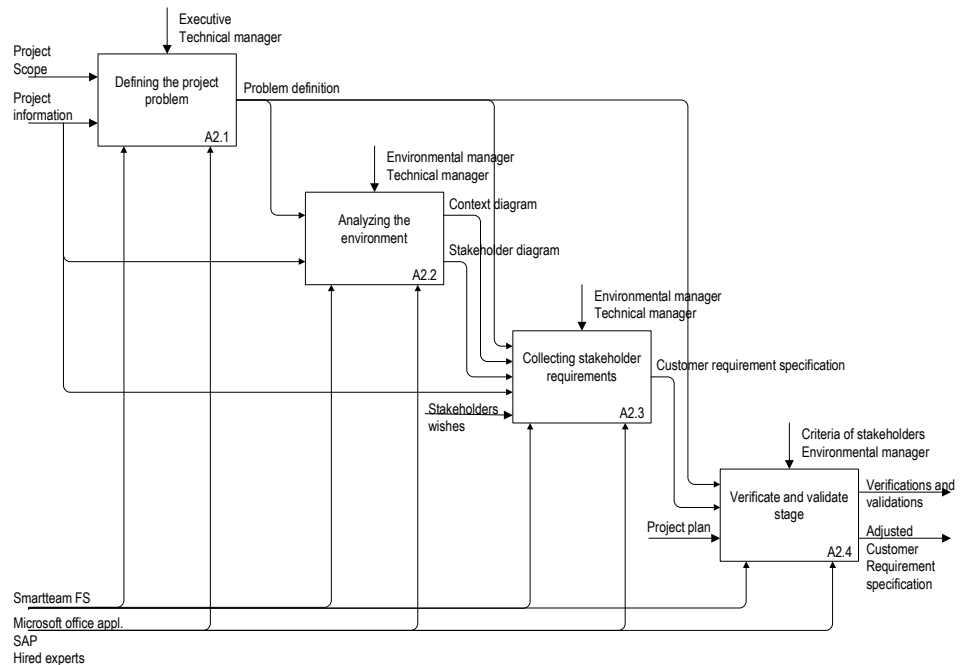 Executive
Technical manager
Project
Scope
Defining the project
problem
Project
information
Problem definition
A2.1
Environmental manager
Technical manager
Context diagram
Analyzing the
environment
Stakeholder diagram
A2.2
Environmental manager
Technical manager
Collecting stakeholder
requirements
Customer requirement specification
Stakeholders
wishes
A2.3
Criteria of stakeholders
Environmental manager
Verifications and
validations
Verificate and validate
stage
Project plan
Adjusted
Customer
Requirement
specification
A2.4
Smartteam FS
Microsoft office appl.
SAP
Hired experts